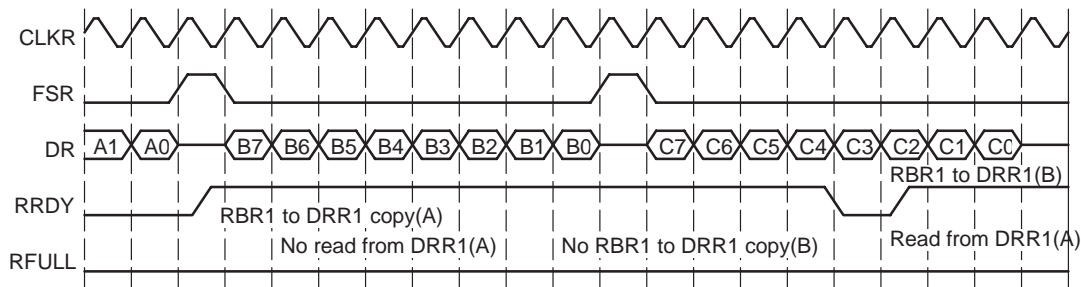 CLKR
FSR
DR A1 A0 B7 B6 B5 B4 B3 B2 B1 B0 C7 C6 C5 C4 C3 C2 C1 C0
RBR1 to DRR1(B)
RRDY
RBR1 to DRR1 copy(A)
No read from DRR1(A)
No RBR1 to DRR1 copy(B)
Read from DRR1(A)
RFULL